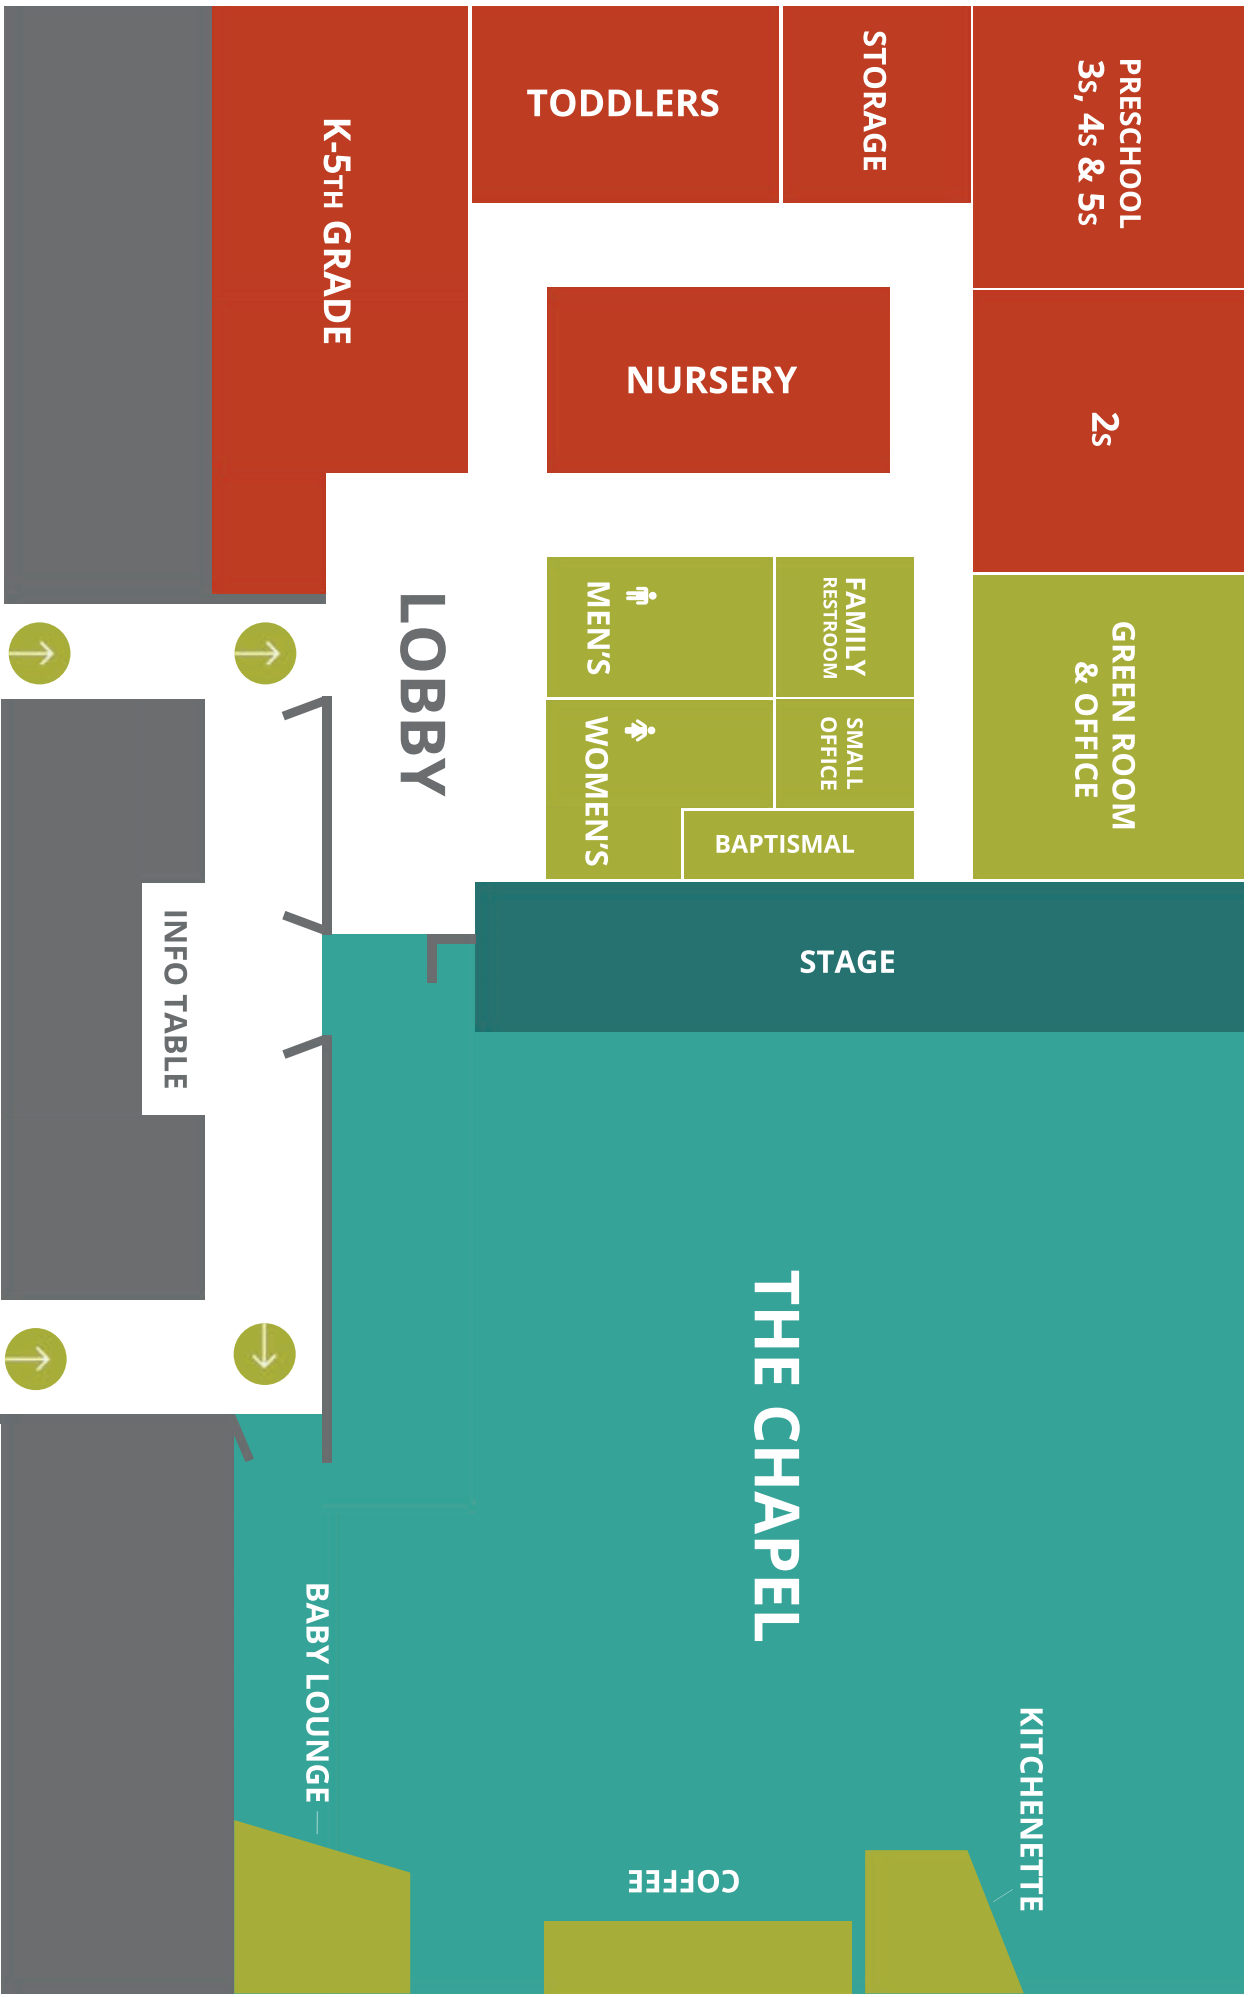 K-5TH GRADE
TODDLERS
STORAGE
PRESCHOOL
3s, 4s & 5s
NURSERY
2s
LOBBY
MEN'S
FAMILY
RESTROOM
WOMEN'S
SMALL
OFFICE
BAPTISMAL
GREEN ROOM
& OFFICE
INFO TABLE
STAGE
THE CHAPEL
BABY LOUNGE
COFFEE
KITCHENETTE